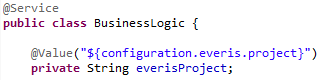 @Service
public class BusinessLogic {
@Value("${configuration.everis.project}")
private String everisProject;